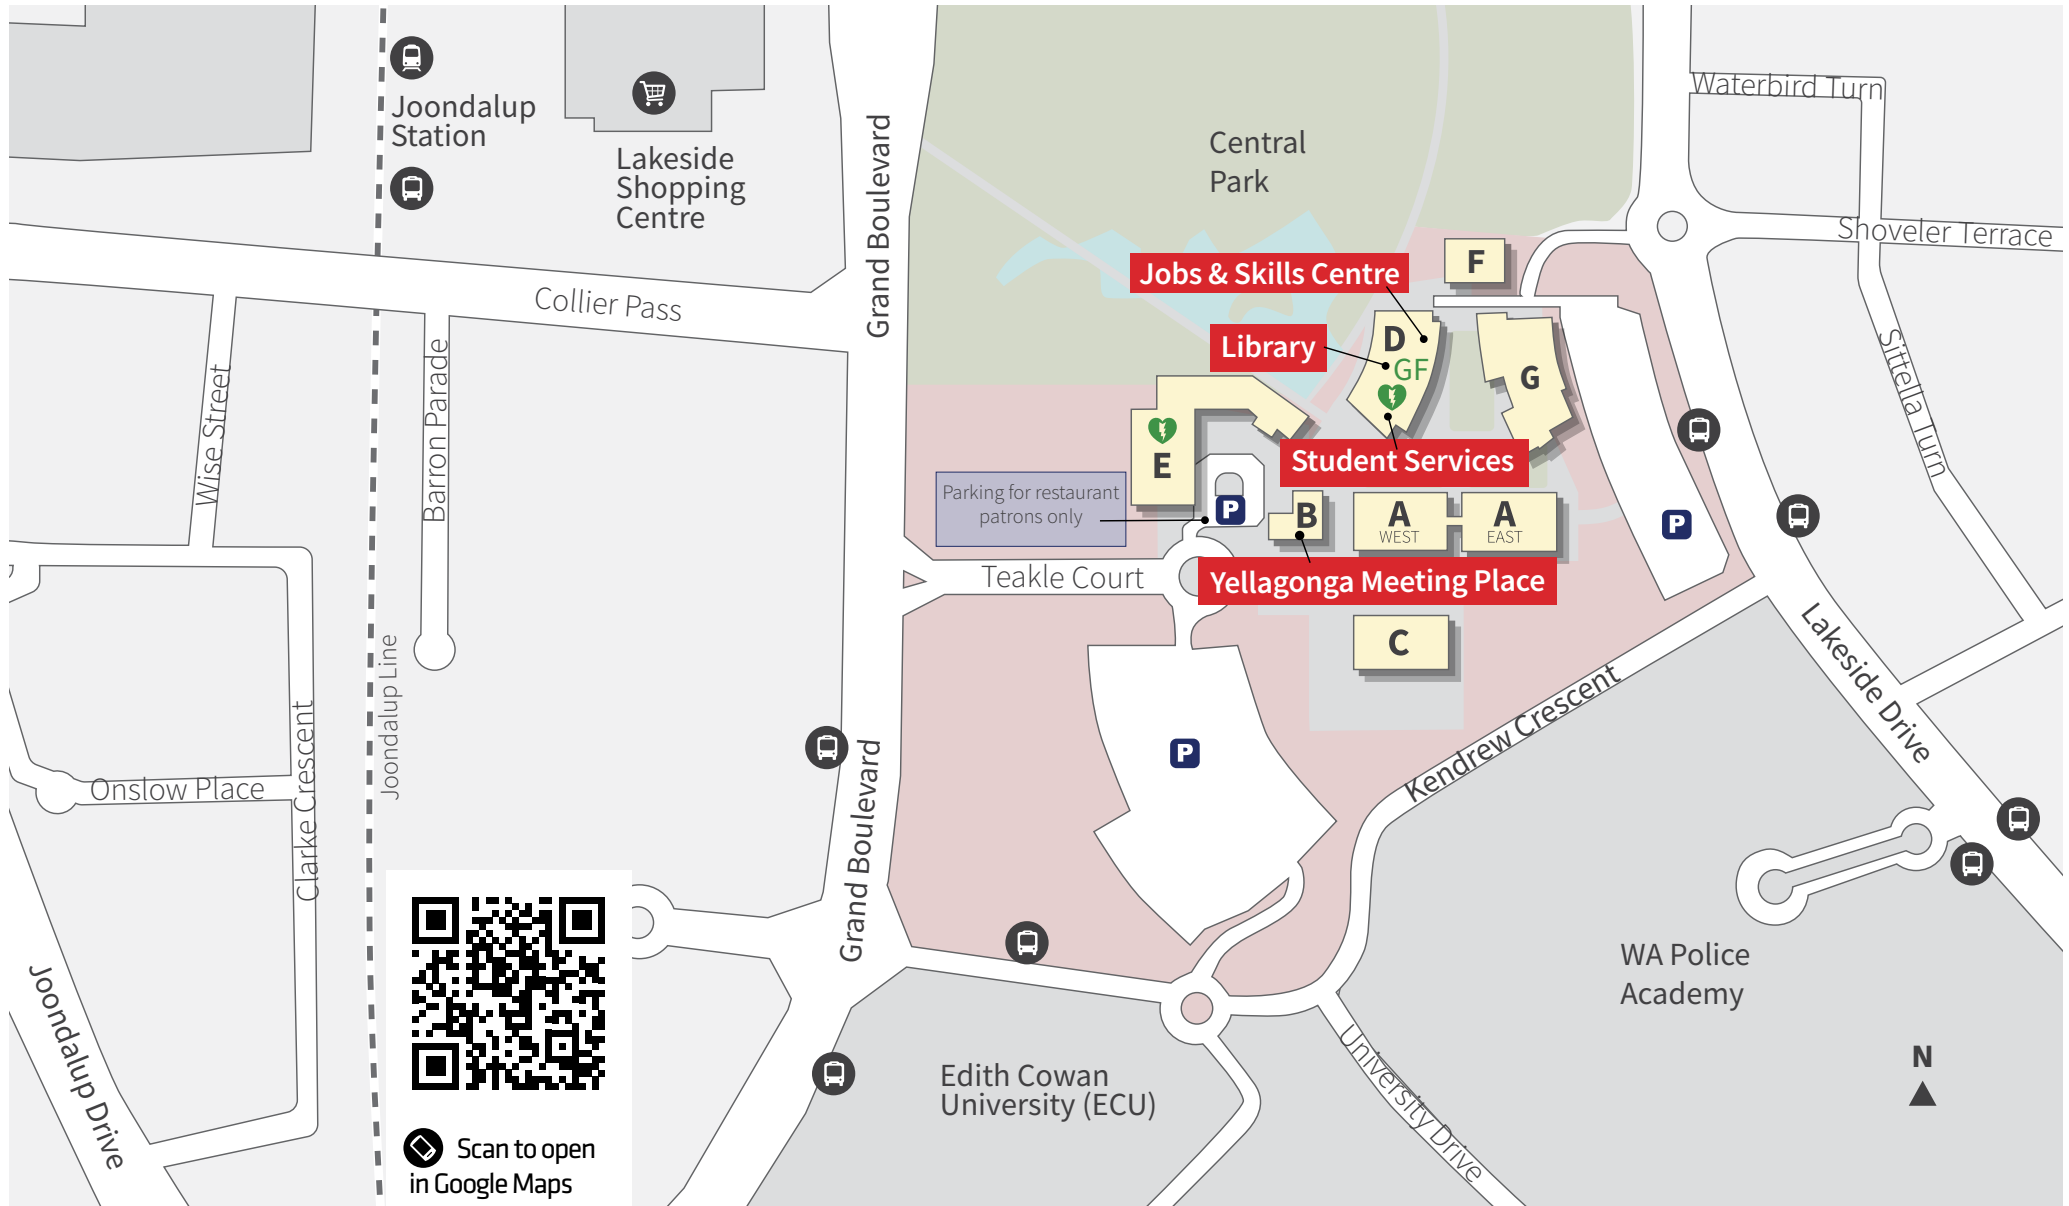 Joondalup
Station
Lakeside
Shopping
Centre
Grand Boulevard
Central
Park
Waterbird Turn
Shoveler Terrace
Collier Pass
Jobs & Skills Centre
F
D
Library
GF
G
Sittella Turn
Wise Street
Barron Parade
E
Student Services
Parking for restaurant
patrons only
P
B
A
WEST
A
EAST
P
Teakle Court
Yellagonga Meeting Place
C
Joondalup Line
Clarke Crescent
Onslow Place
Grand Boulevard
P
Kendrew Crescent
Lakeside Drive
WA Police
Academy
Joondalup Drive
Edith Cowan
University (ECU)
University Drive
N
Scan to open
in Google Maps